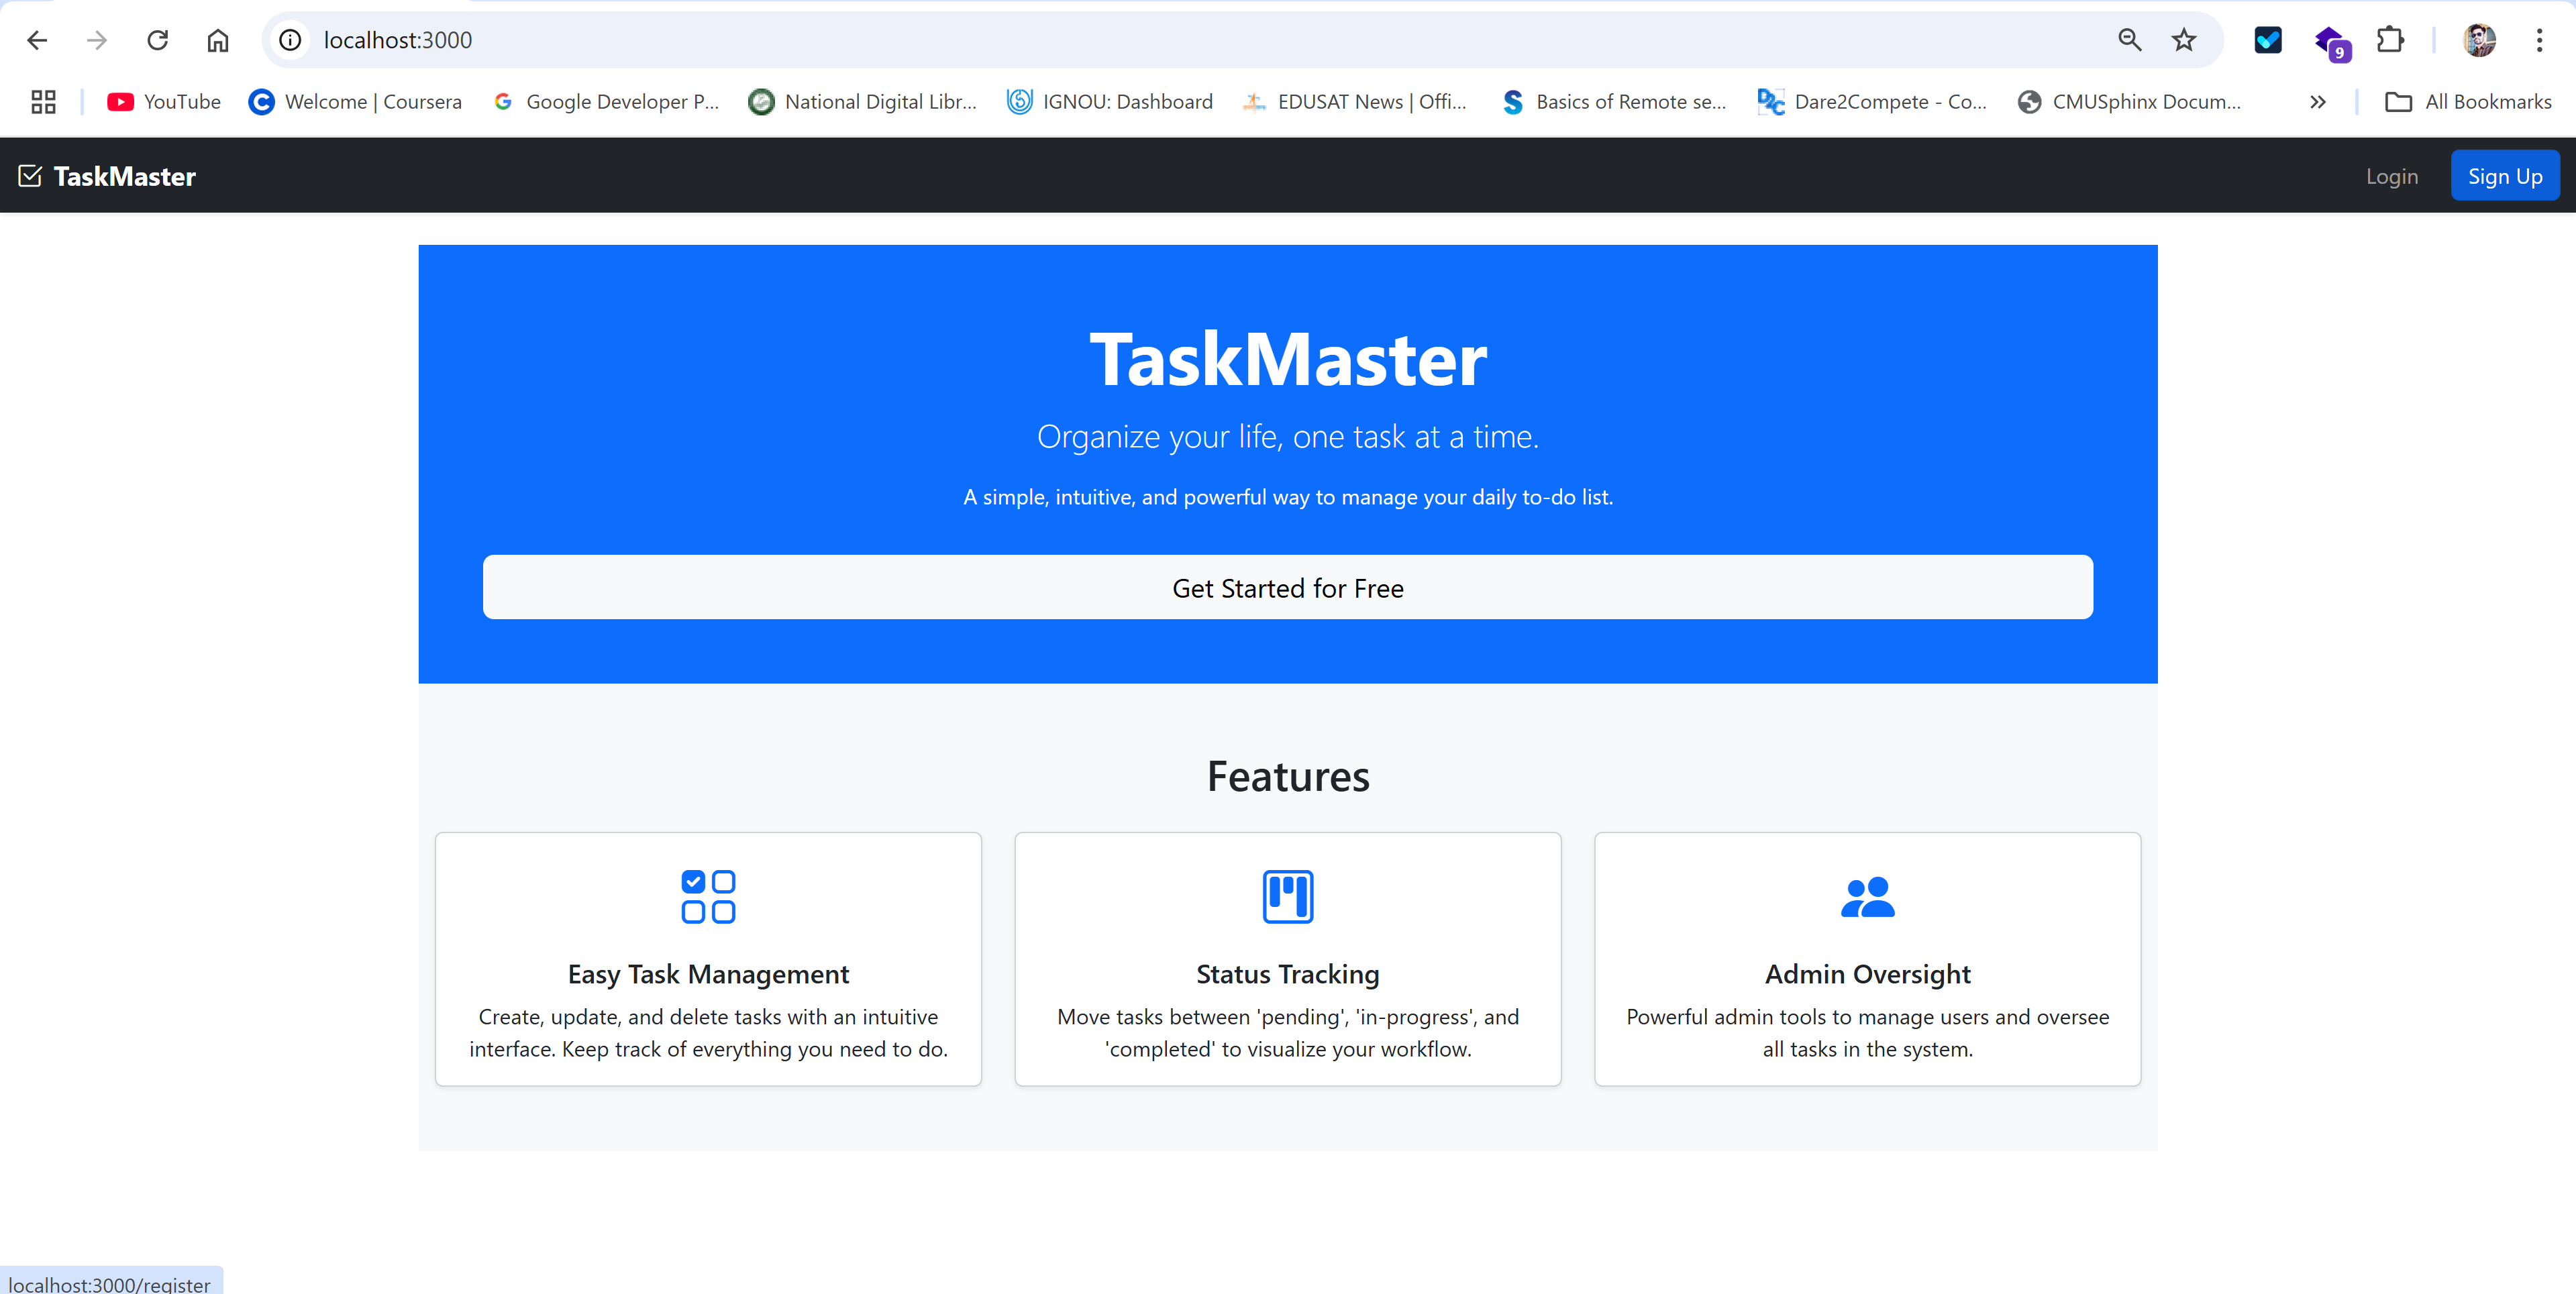 localhost:3000
9
YouTube
Welcome | Coursera
Google Developer P...
National Digital Libr...
IGNOU: Dashboard
EDUSAT News | Offi...
Basics of Remote se...
Dare2Compete - Co...
CMUSphinx Docum...
All Bookmarks
TaskMaster
Login
Sign Up
TaskMaster
Organize your life, one task at a time.
A simple, intuitive, and powerful way to manage your daily to-do list.
Get Started for Free
Features
Easy Task Management
Create, update, and delete tasks with an intuitive
interface. Keep track of everything you need to do.
Status Tracking
Move tasks between 'pending', 'in-progress', and
'completed' to visualize your workflow.
Admin Oversight
Powerful admin tools to manage users and oversee
all tasks in the system.
localhost:3000/register